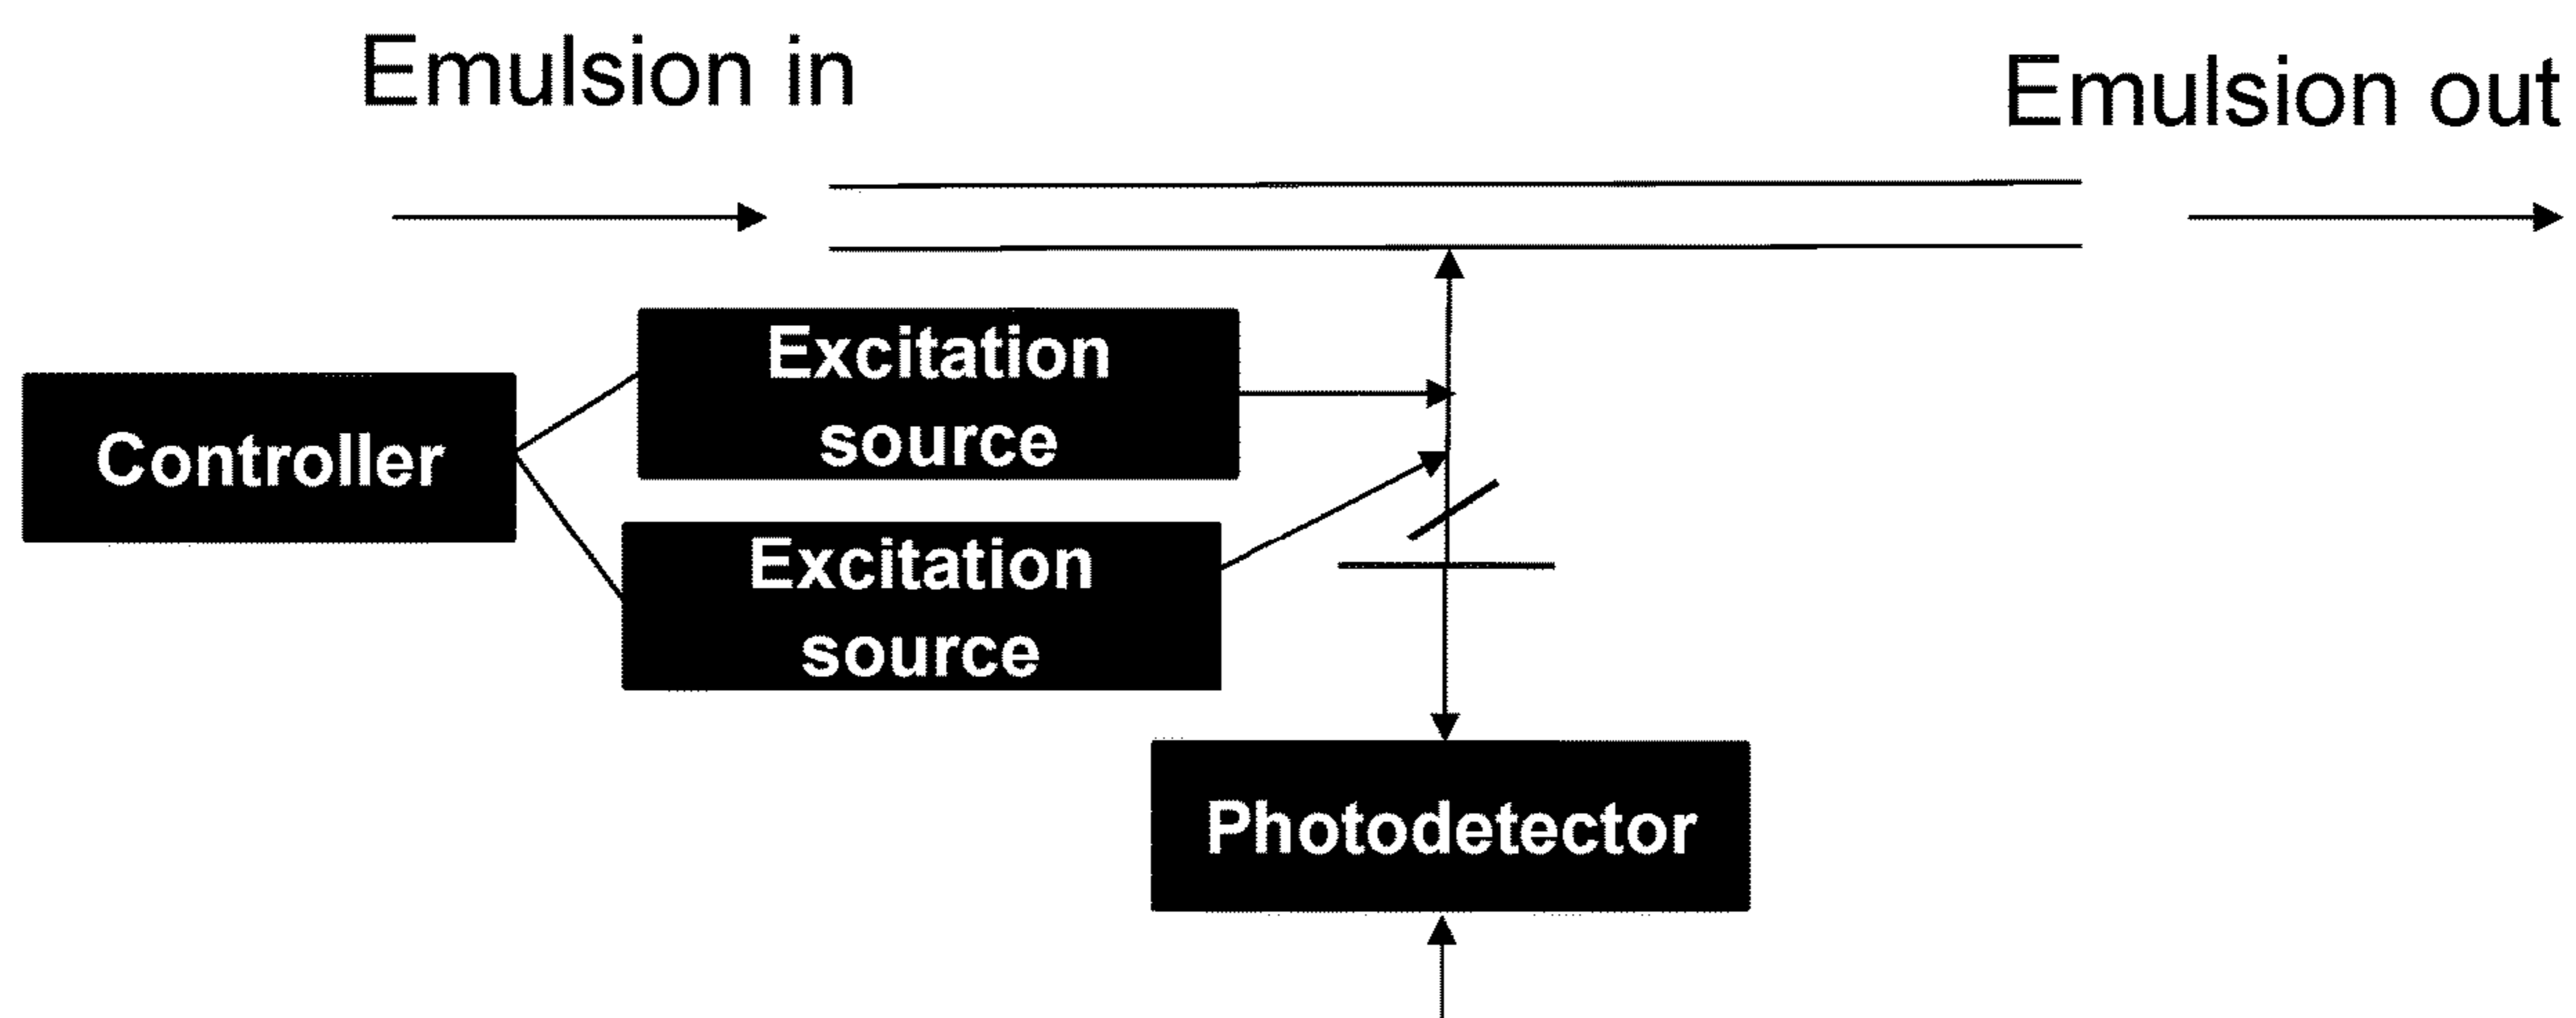 Emulsion in
Emulsion out
Excitation
source
Controller
Excitation
source
Photodetector